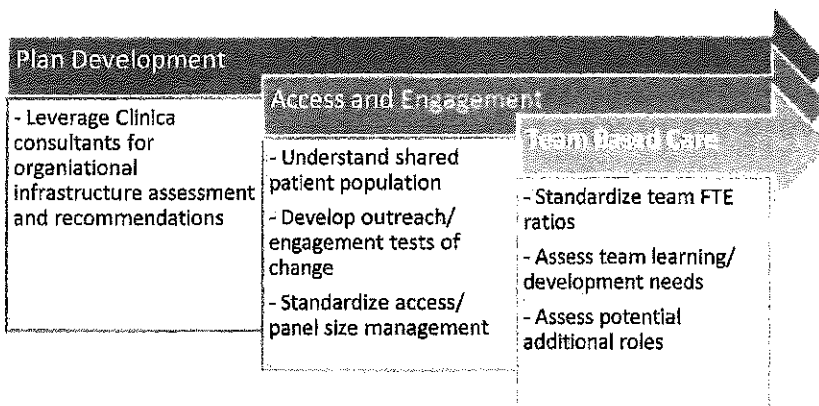 Plan Development
- Leverage Clinica
consultants for
organiational
infrastructure assessment
and recommendations
Access and Engagement
- Understand shared
patient population
- Develop outreach/
engagement tests of
change
- Standardize access/
panel size management
Team Based Care
- Standardize team FTE
ratios
- Assess team learning/
development needs
- Assess potential
additional roles